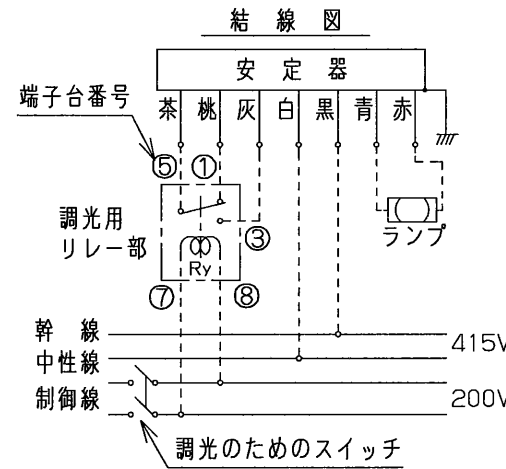 結線図
安定器
端子台番号
茶 桃 灰 白 黒 青 赤
⑤ ①
調光用
リレー部
③
ランプ
Ry
⑦ ⑧
幹線
415V
中性線
制御線
200V
調光のためのスイッチ